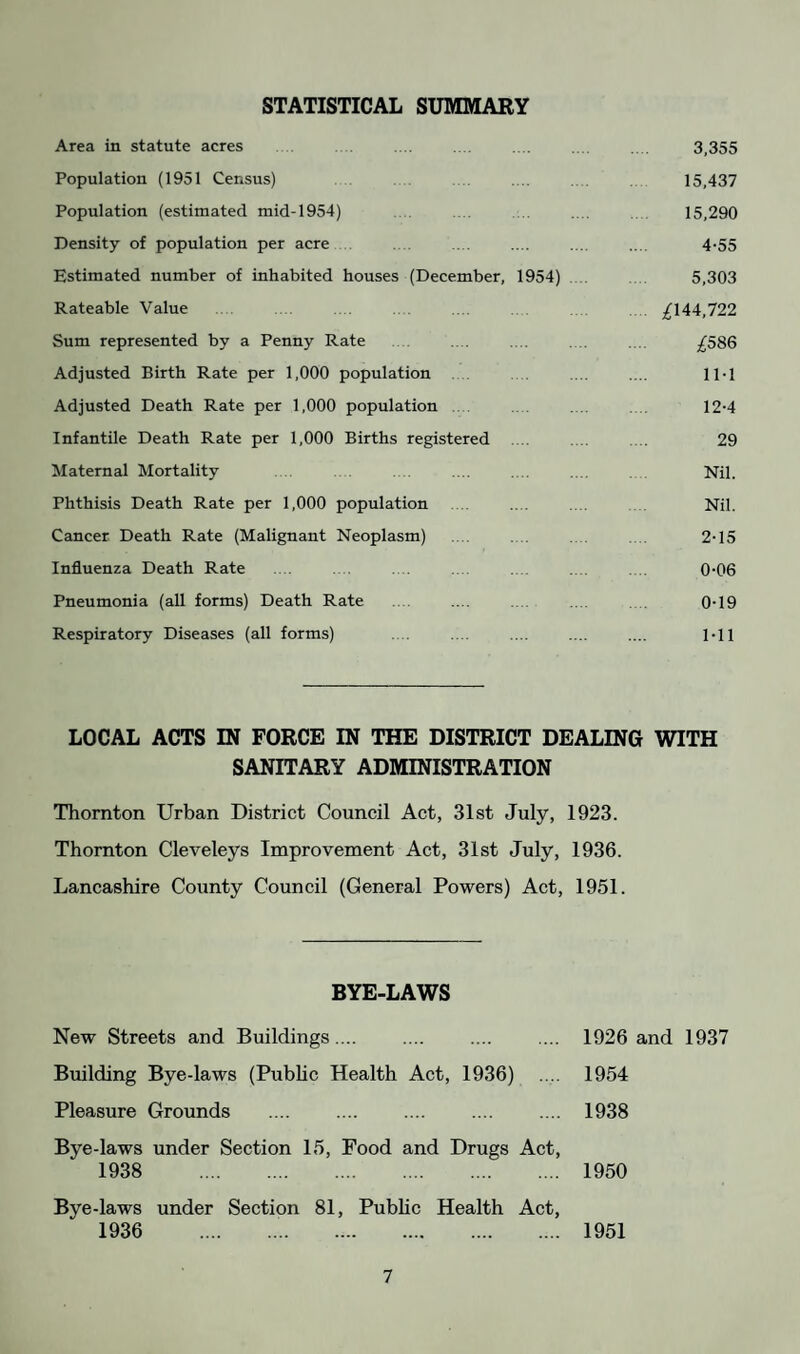 STATISTICAL SUMMARY
Area in statute acres .... .... .... .... .... .... .... 3,355
Population (1951 Census) .... .... .... .... .... .... 15,437
Population (estimated mid-1954) .... .... .... .... .... 15,290
Density of population per acre .... .... .... .... .... .... 4·55
Estimated number of inhabited houses (December, 1954) .... .... 5,303
Rateable Value .... .... .... .... .... .... .... .... £144,722
Sum represented by a Penny Rate .... .... .... .... .... £586
Adjusted Birth Rate per 1,000 population .... .... .... .... 11·1
Adjusted Death Rate per 1,000 population .... .... .... .... 12·4
Infantile Death Rate per 1,000 Births registered .... .... .... 29
Maternal Mortality .... .... .... .... .... .... .... Nil.
Phthisis Death Rate per 1,000 population .... .... .... .... Nil.
Cancer Death Rate (Malignant Neoplasm) .... .... .... .... 2·15
Influenza Death Rate .... .... .... .... .... .... .... 0·06
Pneumonia (all forms) Death Rate .... .... .... .... .... 0·19
Respiratory Diseases (all forms) .... .... .... .... .... 1·11
LOCAL ACTS IN FORCE IN THE DISTRICT DEALING WITH
SANITARY ADMINISTRATION
Thornton Urban District Council Act, 31st July, 1923.
Thornton Cleveleys Improvement Act, 31st July, 1936.
Lancashire County Council (General Powers) Act, 1951.
BYE-LAWS
New Streets and Buildings .... .... .... .... 1926 and 1937
Building Bye-laws (Public Health Act, 1936) .... 1954
Pleasure Grounds .... .... .... .... .... 1938
Bye-laws under Section 15, Food and Drugs Act,
1938 .... .... .... .... .... .... 1950
Bye-laws under Section 81, Public Health Act,
1936 .... .... .... .... .... .... 1951
7